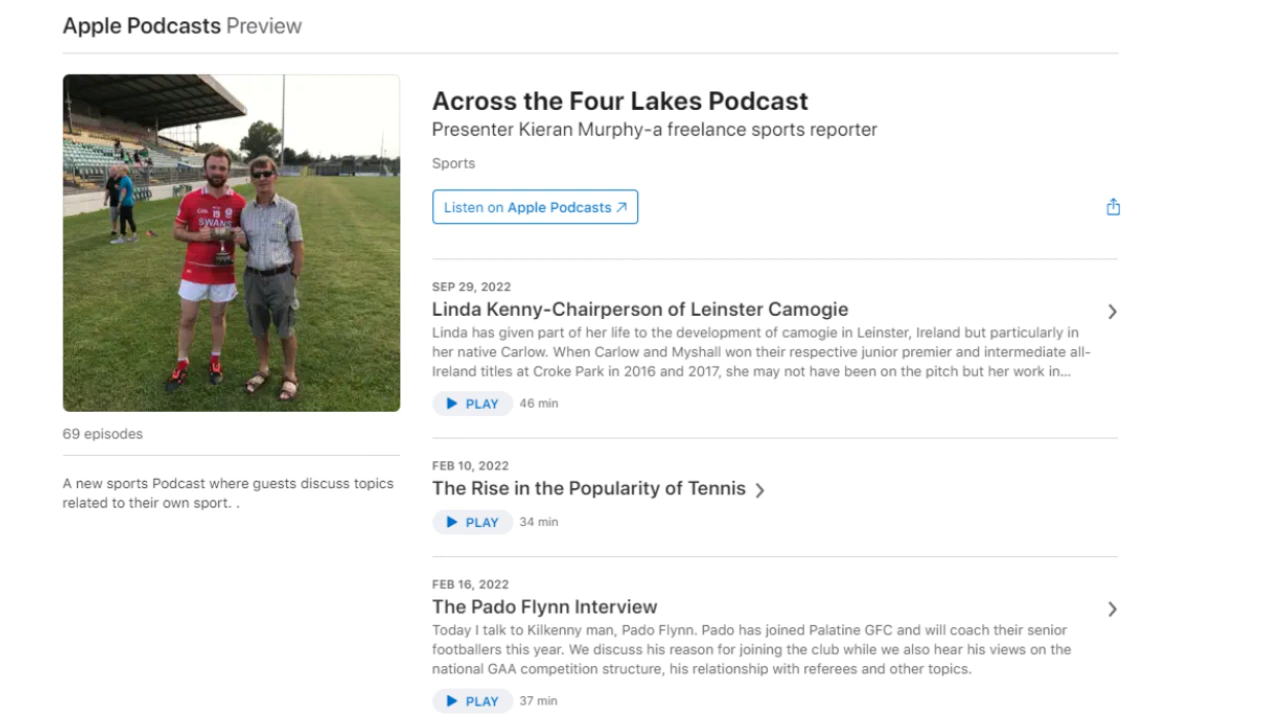 Apple Podcasts Preview
SWANS
69 episodes
A new sports Podcast where guests discuss topics
related to their own sport. .
Across the Four Lakes Podcast
Presenter Kieran Murphy-a freelance sports reporter
Sports
Listen on Apple Podcasts ↗
SEP 29, 2022
Linda Kenny-Chairperson of Leinster Camogie
Linda has given part of her life to the development of camogie in Leinster, Ireland but particularly in
her native Carlow. When Carlow and Myshall won their respective junior premier and intermediate all-
Ireland titles at Croke Park in 2016 and 2017, she may not have been on the pitch but her work in...
PLAY 46 min
FEB 10, 2022
The Rise in the Popularity of Tennis
PLAY 34 min
FEB 16, 2022
The Pado Flynn Interview
Today I talk to Kilkenny man, Pado Flynn. Pado has joined Palatine GFC and will coach their senior
footballers this year. We discuss his reason for joining the club while we also hear his views on the
national GAA competition structure, his relationship with referees and other topics.
PLAY 37 min